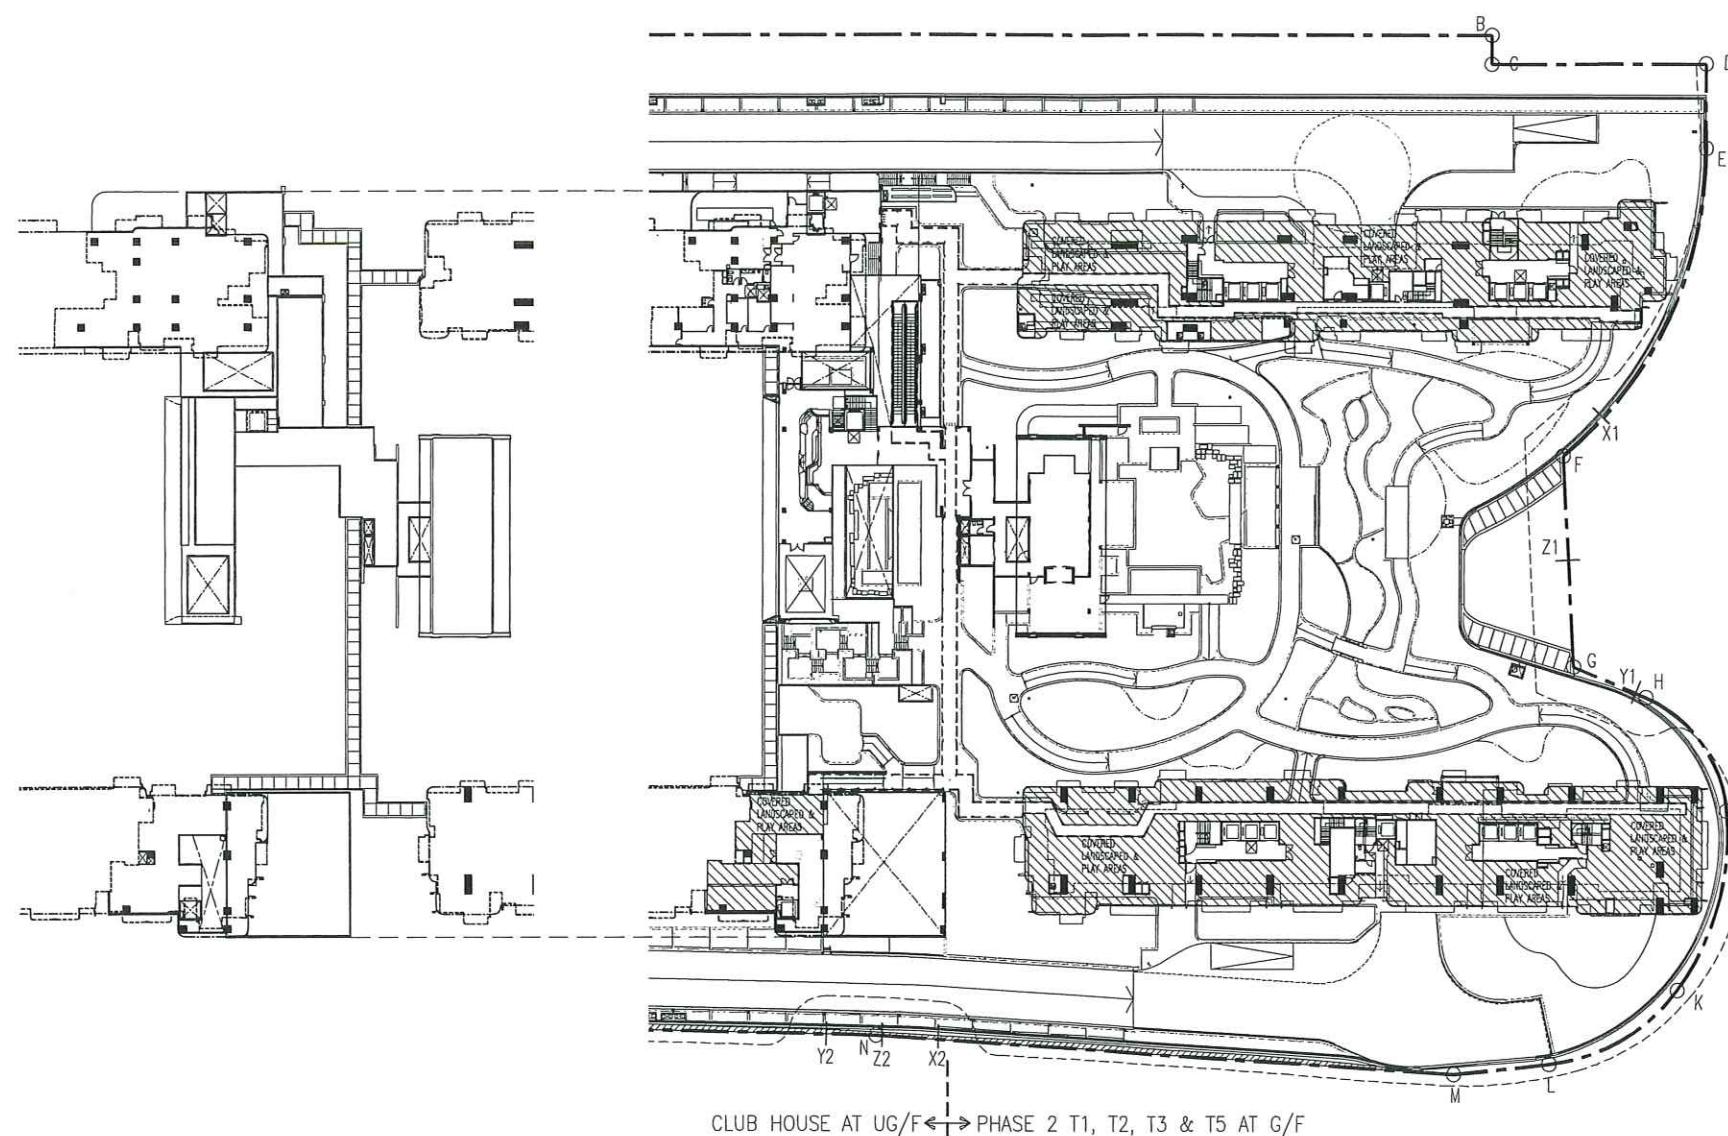 B
C
D
E
COVERED
LANDSCAPED &
PLAY AREAS
COVERED
LANDSCAPED &
PLAY AREAS
COVERED &
LANDSCAPED &
PLAY AREAS
COVERED
LANDSCAPED &
PLAY AREAS
X1
F
Z1
G
Y1
H
COVERED
LANDSCAPED &
PLAY AREAS
COVERED
LANDSCAPED &
PLAY AREAS
COVERED
LANDSCAPED &
PLAY AREAS
COVERED
LANDSCAPED &
PLAY AREAS
K
Y2
N
Z2
X2
L
M
CLUB HOUSE AT UG/F
PHASE 2 T1, T2, T3 & T5 AT G/F